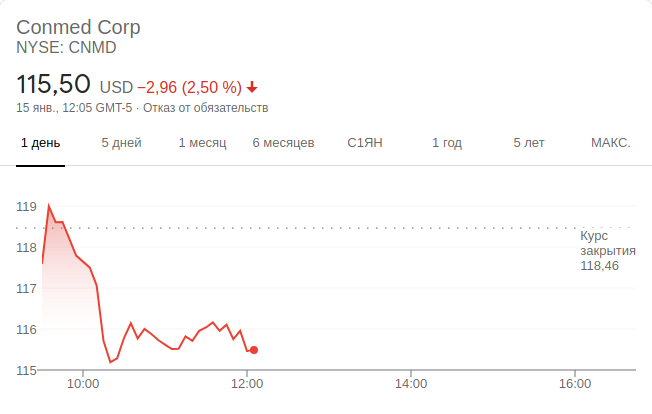 Conmed Corp
NYSE: CNMD
115,50 USD −2,96 (2,50 %)
15 янв., 12:05 GMT-5 · Отказ от обязательств
1 день 5 дней 1 месяц 6 месяцев С1ЯН 1 год 5 лет МАКС.
119
118
117
116
115
Курс
закрытия
118,46
10:00 12:00 14:00 16:00